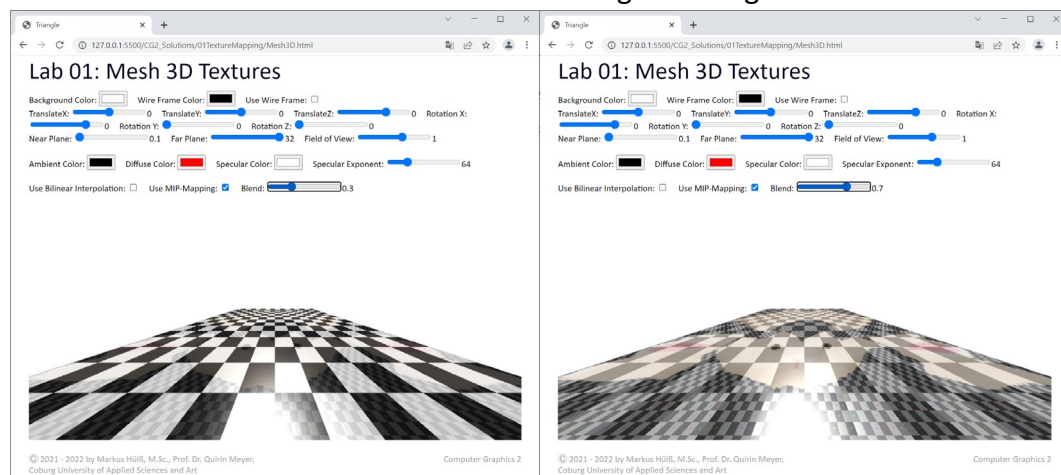 Triangle
127.0.0.1:5500/CG2_Solutions/01TextureMapping/Mesh3D.html
Lab 01: Mesh 3D Textures
Background Color: Wire Frame Color: Use Wire Frame:
TranslateX: 0 TranslateY: 0 TranslateZ: 0 Rotation X:
0 Rotation Y: 0 Rotation Z: 0
Near Plane: 0.1 Far Plane: 32 Field of View: 1
Ambient Color: Diffuse Color: Specular Color: Specular Exponent: 64
Use Bilinear Interpolation: Use MIP-Mapping: Blend: 0.3
© 2021 - 2022 by Markus Hülß, M.Sc., Prof. Dr. Quirin Meyer,
Coburg University of Applied Sciences and Art
Computer Graphics 2
Triangle
127.0.0.1:5500/CG2_Solutions/01TextureMapping/Mesh3D.html
Lab 01: Mesh 3D Textures
Background Color: Wire Frame Color: Use Wire Frame:
TranslateX: 0 TranslateY: 0 TranslateZ: 0 Rotation X:
0 Rotation Y: 0 Rotation Z: 0
Near Plane: 0.1 Far Plane: 32 Field of View: 1
Ambient Color: Diffuse Color: Specular Color: Specular Exponent: 64
Use Bilinear Interpolation: Use MIP-Mapping: Blend: 0.7
© 2021 - 2022 by Markus Hülß, M.Sc., Prof. Dr. Quirin Meyer,
Coburg University of Applied Sciences and Art
Computer Graphics 2